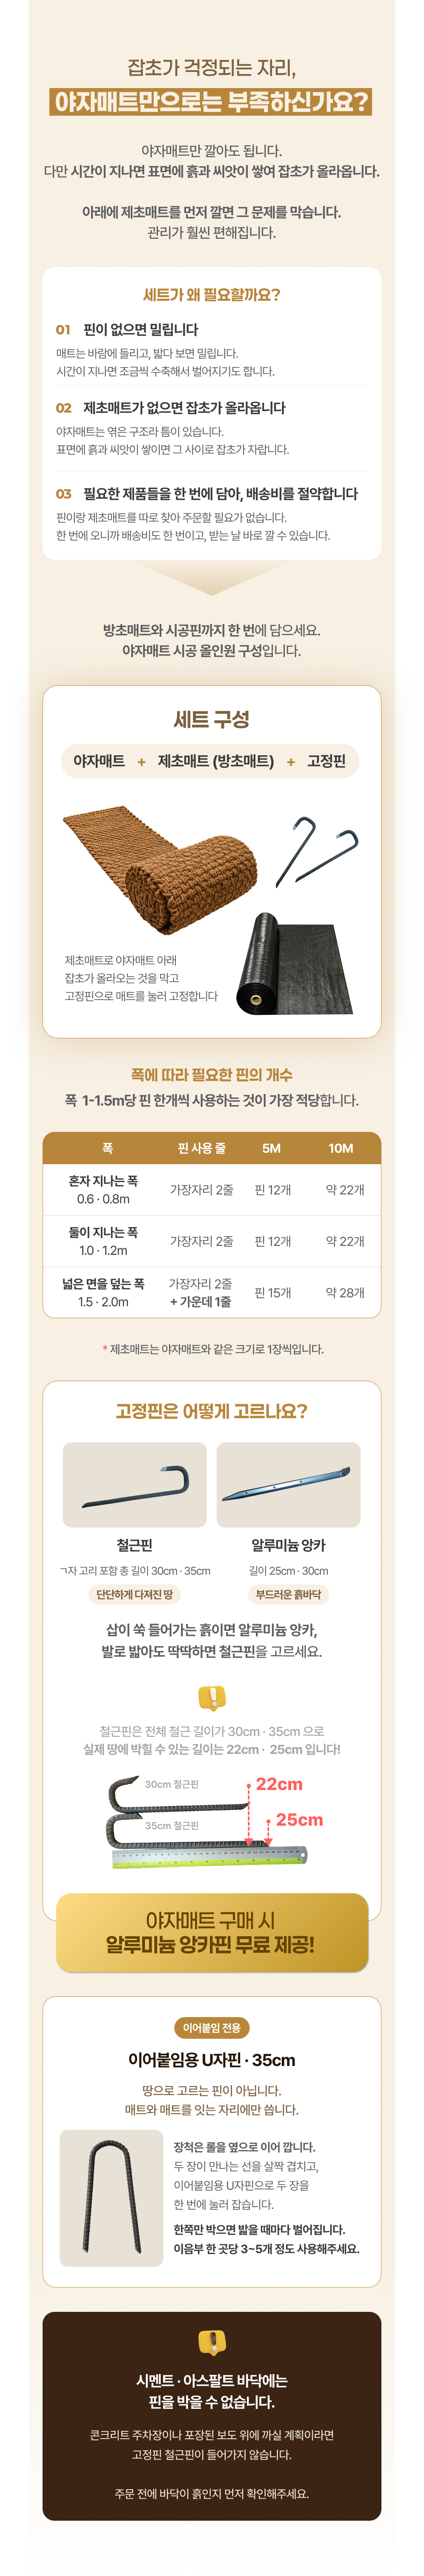 잡초가 걱정되는 자리,
야자매트만으로는 부족하신가요?
야자매트만 깔아도 됩니다.
다만 시간이 지나면 표면에 흙과 씨앗이 쌓여 잡초가 올라옵니다.
아래에 제초매트를 먼저 깔면 그 문제를 막습니다.
관리가 훨씬 편해집니다.
세트가 왜 필요할까요?
01 핀이 없으면 밀립니다
매트는 바람에 들리고, 밟다 보면 밀립니다.
시간이 지나면 조금씩 수축해서 벌어지기도 합니다.
02 제초매트가 없으면 잡초가 올라옵니다
야자매트는 엮은 구조라 틈이 있습니다.
표면에 흙과 씨앗이 쌓이면 그 사이로 잡초가 자랍니다.
03 필요한 제품들을 한 번에 담아, 배송비를 절약합니다
핀이랑 제초매트를 따로 찾아 주문할 필요가 없습니다.
한 번에 오니까 배송비도 한 번이고, 받는 날 바로 깔 수 있습니다.
방초매트와 시공핀까지 한 번에 담으세요.
야자매트 시공 올인원 구성입니다.
세트 구성
야자매트 + 제초매트 (방초매트) + 고정핀
제초매트로 야자매트 아래
잡초가 올라오는 것을 막고
고정핀으로 매트를 눌러 고정합니다
폭에 따라 필요한 핀의 개수
폭 1-1.5m당 핀 한개씩 사용하는 것이 가장 적당합니다.
폭 핀 사용 줄 5M 10M
혼자 지나는 폭
0.6 · 0.8m
가장자리 2줄 핀 12개 약 22개
둘이 지나는 폭
1.0 · 1.2m
가장자리 2줄 핀 12개 약 22개
넓은 면을 덮는 폭
1.5 · 2.0m
가장자리 2줄
+ 가운데 1줄
핀 15개 약 28개
* 제초매트는 야자매트와 같은 크기로 1장씩입니다.
고정핀은 어떻게 고르나요?
철근핀
ㄱ자 고리 포함 총 길이 30cm · 35cm
단단하게 다져진 땅
알루미늄 앙카
길이 25cm · 30cm
부드러운 흙바닥
삽이 쑥 들어가는 흙이면 알루미늄 앙카,
발로 밟아도 딱딱하면 철근핀을 고르세요.
철근핀은 전체 철근 길이가 30cm · 35cm 으로
실제 땅에 박힐 수 있는 길이는 22cm · 25cm 입니다!
30cm 철근핀
22cm
35cm 철근핀
25cm
야자매트 구매 시
알루미늄 앙카핀 무료 제공!
이어붙임 전용
이어붙임용 U자핀 · 35cm
땅으로 고르는 핀이 아닙니다.
매트와 매트를 잇는 자리에만 씁니다.
장척은 롤을 옆으로 이어 깝니다.
두 장이 만나는 선을 살짝 겹치고,
이어붙임용 U자핀으로 두 장을
한 번에 눌러 잡습니다.
한쪽만 박으면 밟을 때마다 벌어집니다.
이음부 한 곳당 3~5개 정도 사용해주세요.
시멘트 · 아스팔트 바닥에는
핀을 박을 수 없습니다.
콘크리트 주차장이나 포장된 보도 위에 까실 계획이라면
고정핀 철근핀이 들어가지 않습니다.
주문 전에 바닥이 흙인지 먼저 확인해주세요.